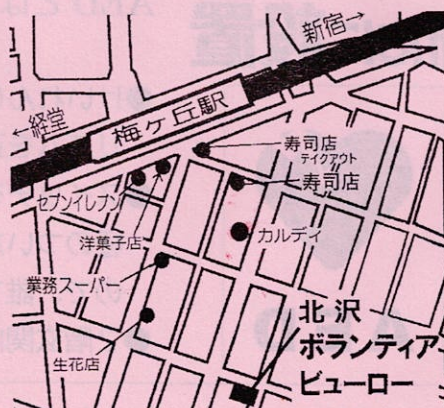 新宿→
←経堂
梅ヶ丘駅
寿司店
テイクアウト
寿司店
セブンイレブン
洋菓子店
カルディ
業務スーパー
生花店
北沢
ボランティア
ビューロー